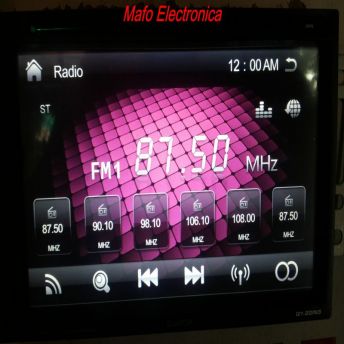 Mafo Electronica
Radio 12 : 00 AM
ST
FM1 87.50 MHz
87.50 90.10 98.10 106.10 108.00 87.50
MHZ MHZ MHZ MHZ MHZ MHZ